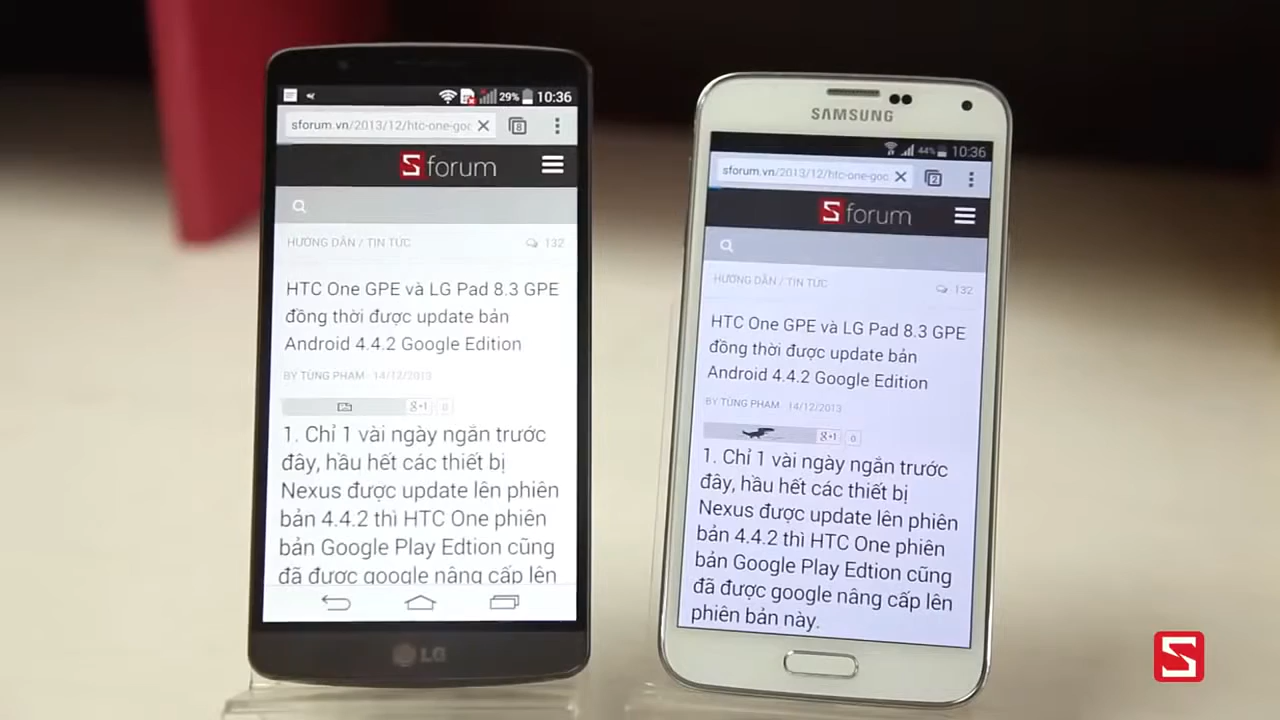 29% 10:36
sforum.vn/2013/12/htc-one-goc
8
S forum
HƯỚNG DẪN / TIN TỨC 132
HTC One GPE và LG Pad 8.3 GPE
đồng thời được update bản
Android 4.4.2 Google Edition
BY TÙNG PHẠM 14/12/2013
g+1 0
1. Chỉ 1 vài ngày ngắn trước
đây, hầu hết các thiết bị
Nexus được update lên phiên
bản 4.4.2 thì HTC One phiên
bản Google Play Edtion cũng
đã được google nâng cấp lên
LG
SAMSUNG
44% 10:36
sforum.vn/2013/12/htc-one-goc
2
S forum
HƯỚNG DẪN / TIN TỨC 132
HTC One GPE và LG Pad 8.3 GPE
đồng thời được update bản
Android 4.4.2 Google Edition
BY TÙNG PHẠM 14/12/2013
g+1 0
1. Chỉ 1 vài ngày ngắn trước
đây, hầu hết các thiết bị
Nexus được update lên phiên
bản 4.4.2 thì HTC One phiên
bản Google Play Edtion cũng
đã được google nâng cấp lên
phiên bản này.
S